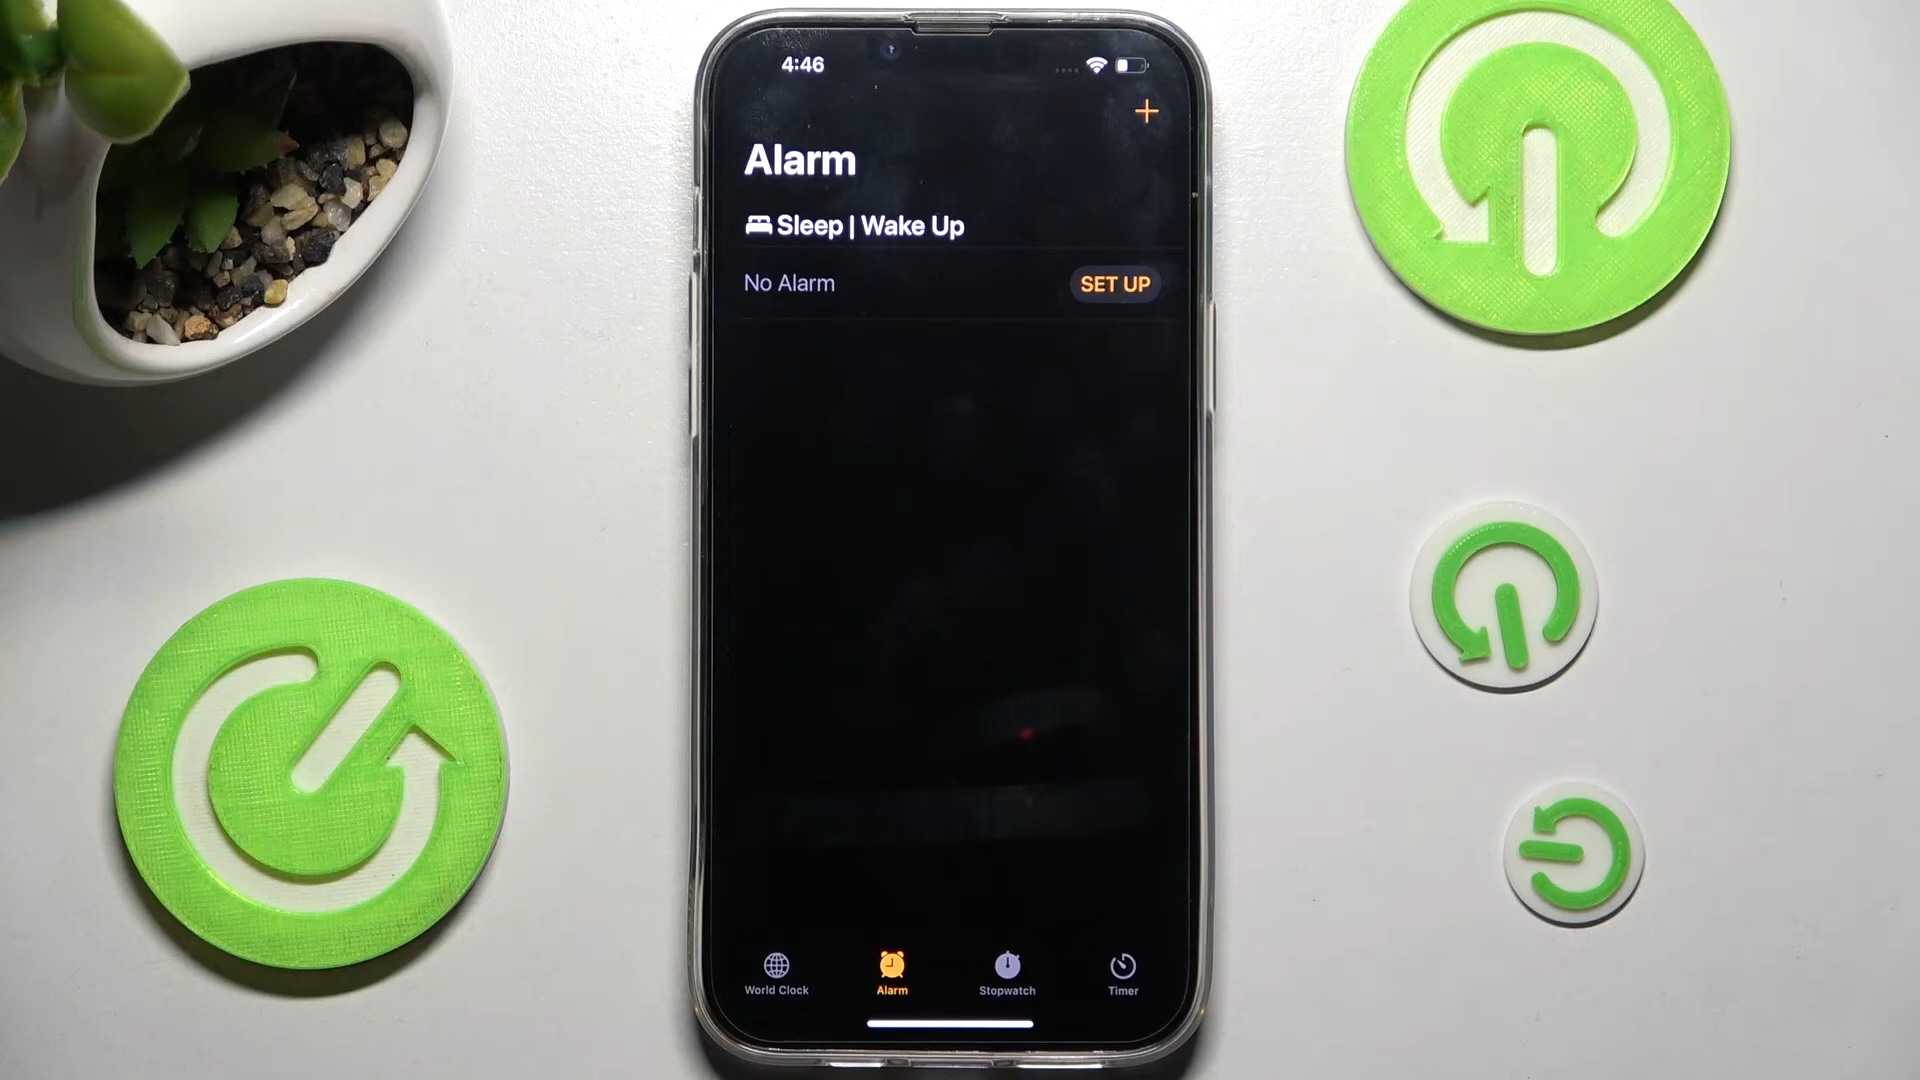 4:46
+
Alarm
Sleep | Wake Up
No Alarm SET UP
World Clock Alarm Stopwatch Timer